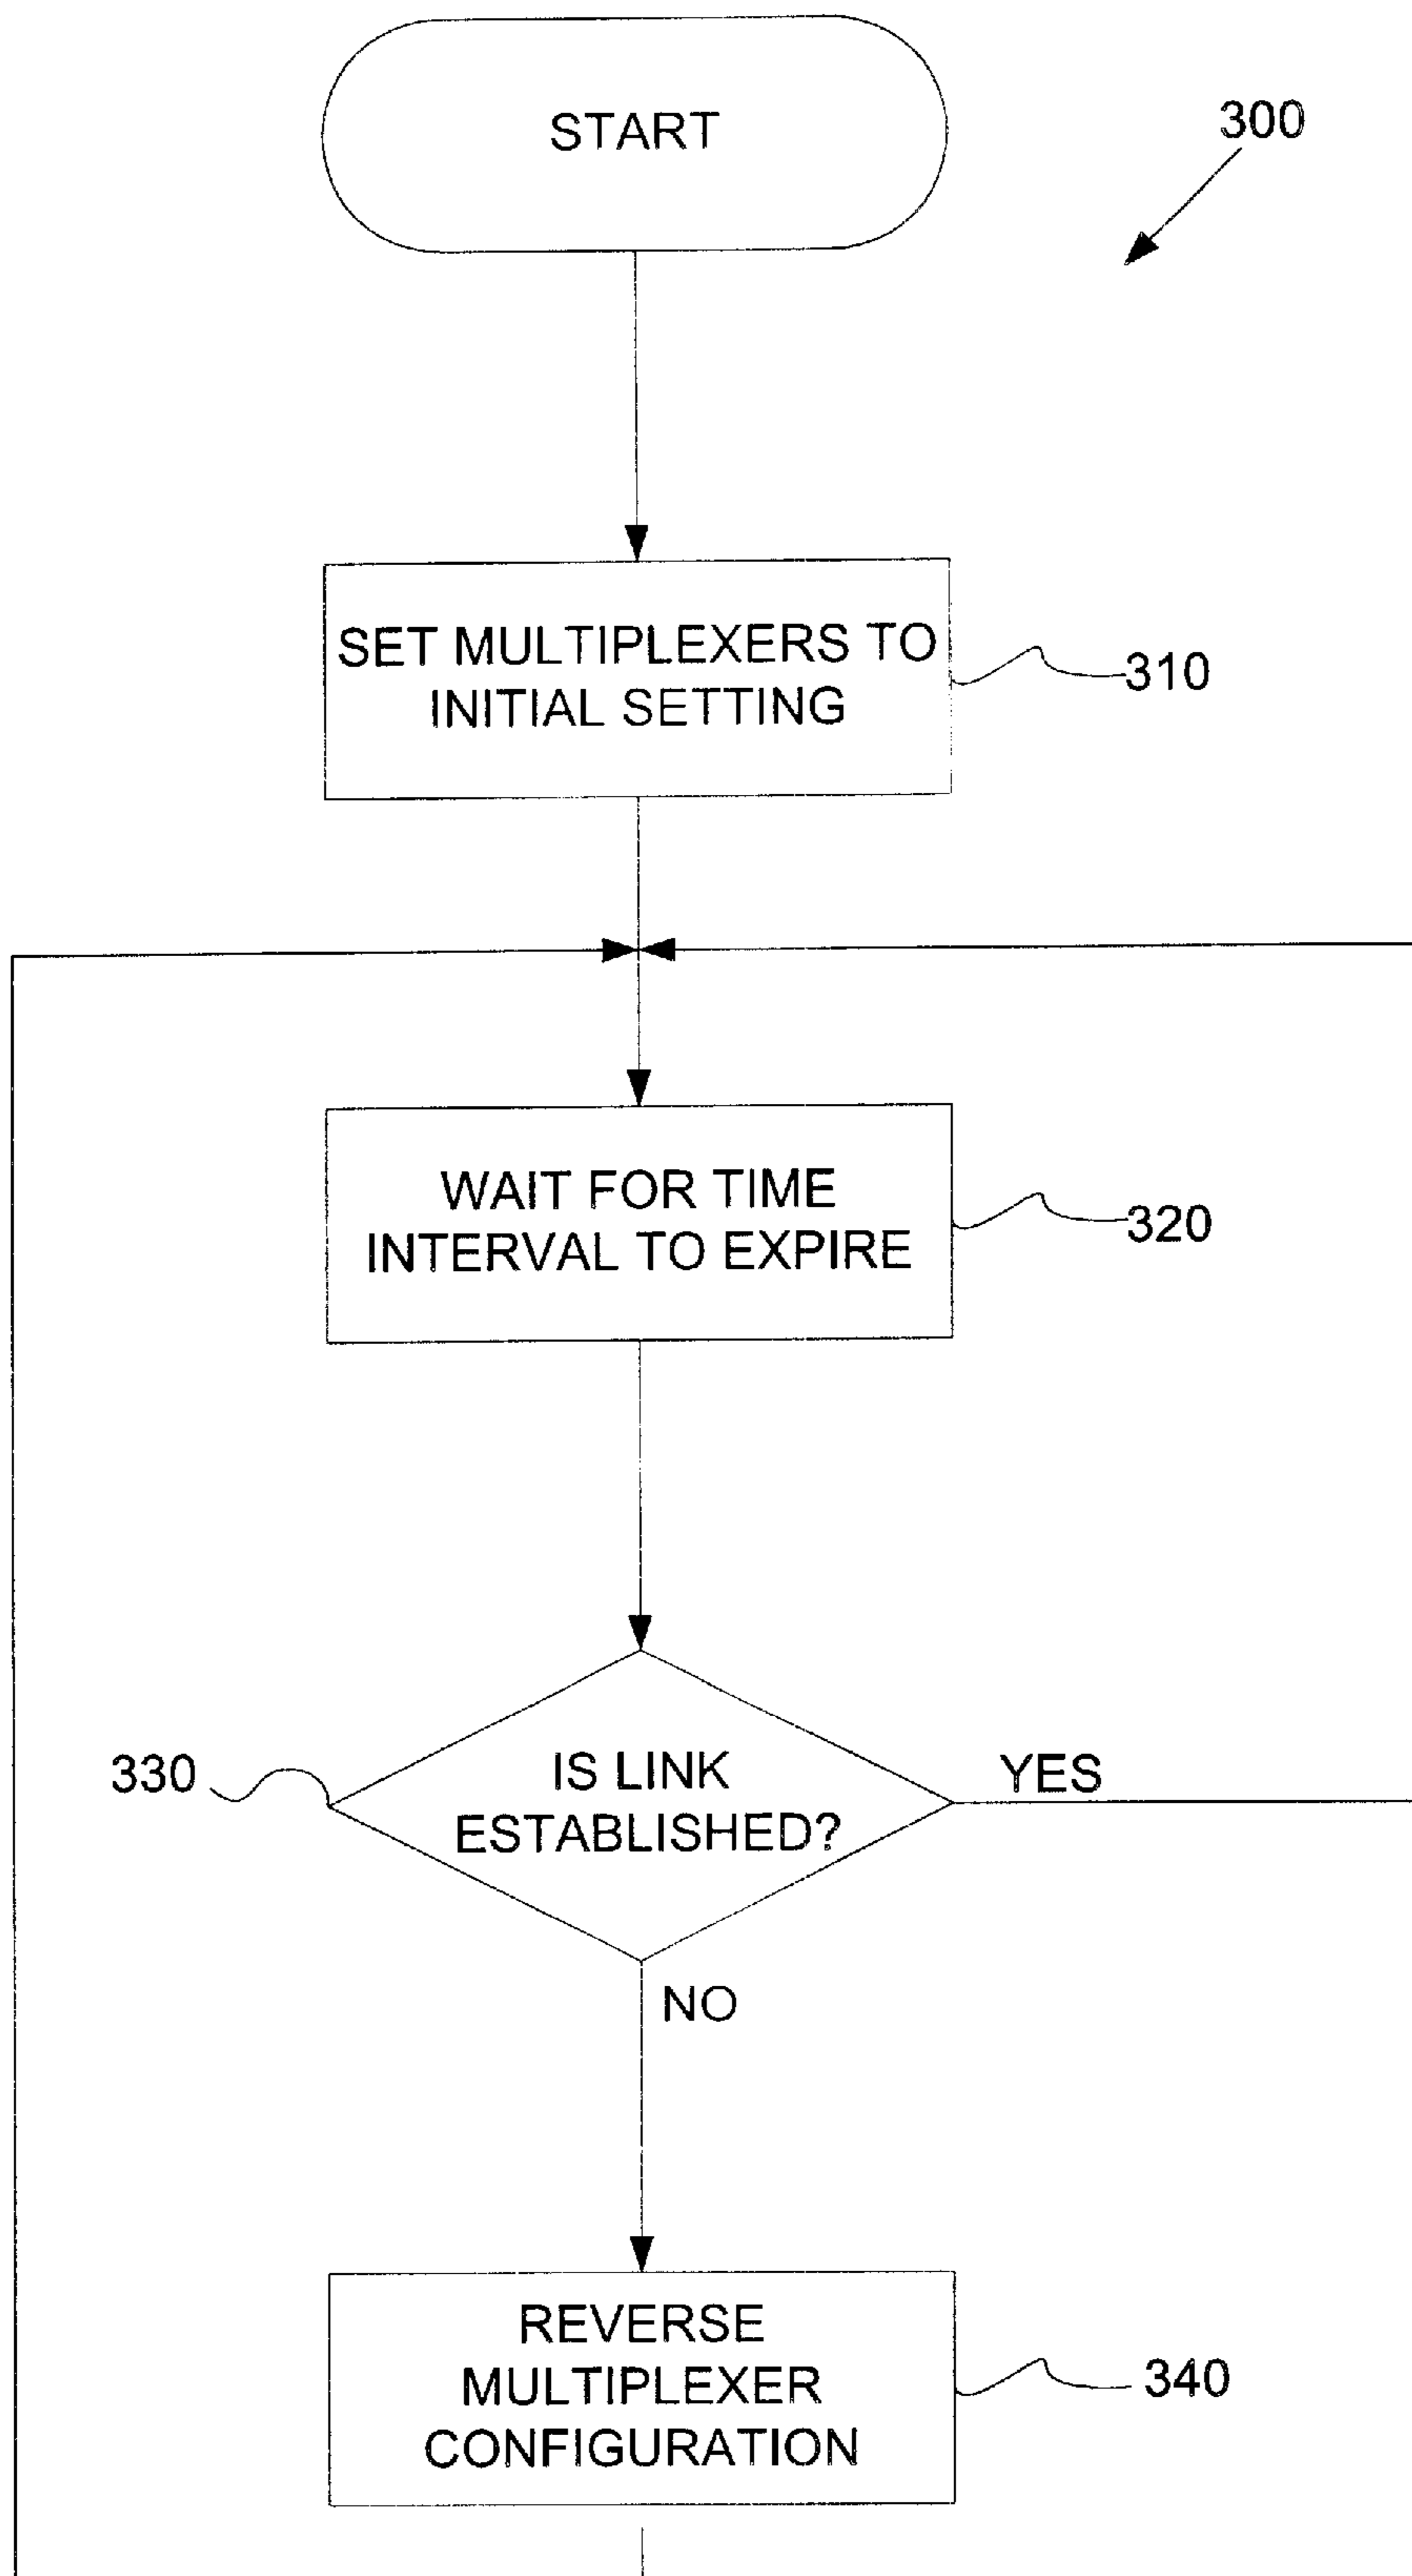 START
300
SET MULTIPLEXERS TO
INITIAL SETTING
310
WAIT FOR TIME
INTERVAL TO EXPIRE
320
330
IS LINK
ESTABLISHED?
YES
NO
REVERSE
MULTIPLEXER
CONFIGURATION
340